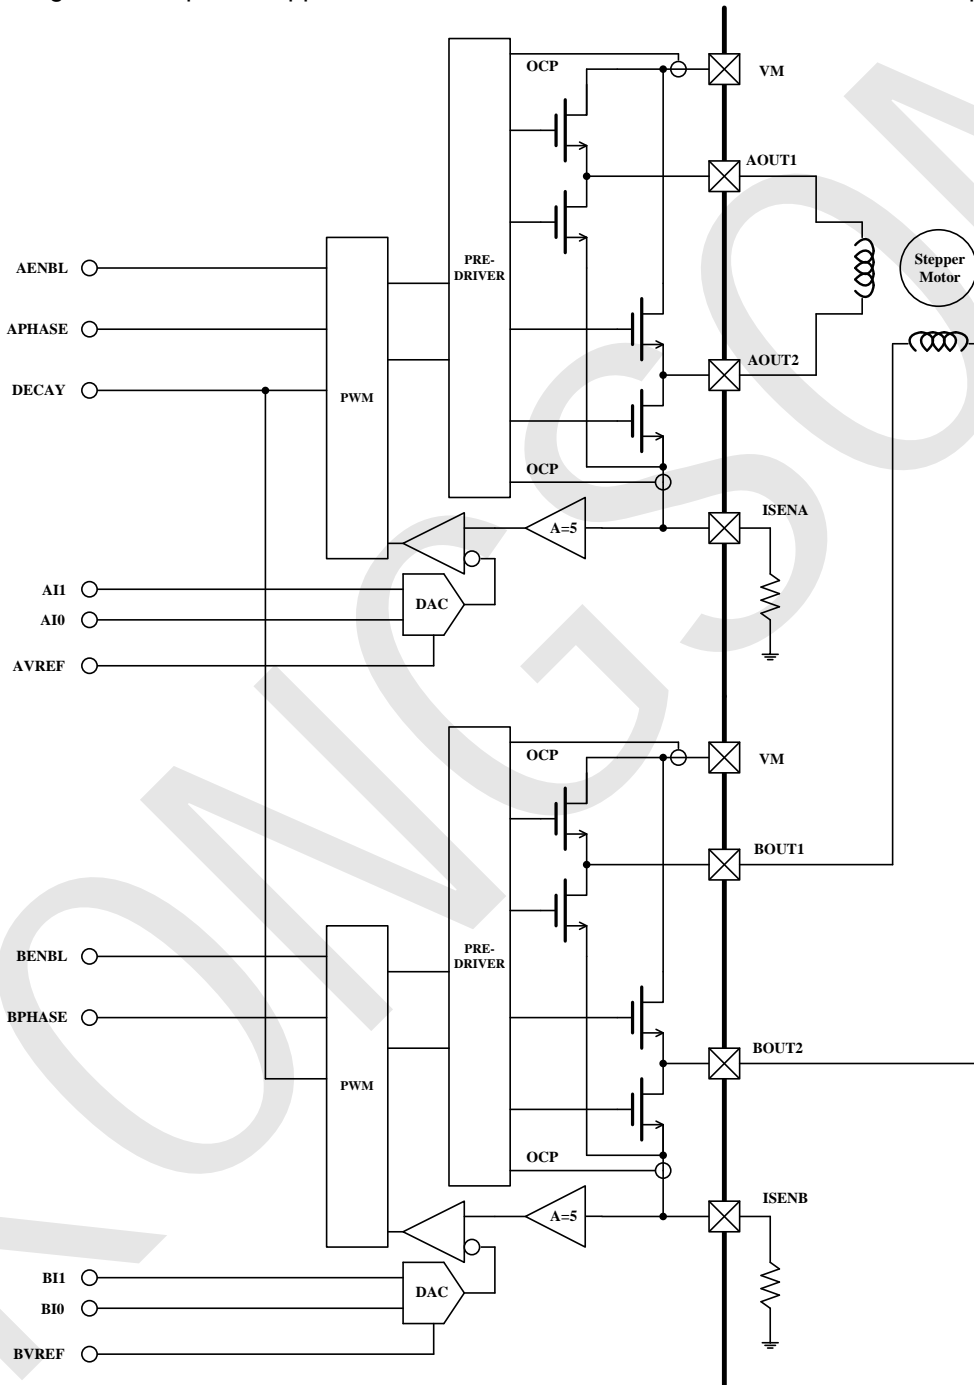 OCP
VM
AOUT1
AENBL
PRE-
DRIVER
Stepper
Motor
APHASE
AOUT2
DECAY
PWM
OCP
ISENA
A=5
AI1
DAC
AI0
AVREF
OCP
VM
BOUT1
BENBL
PRE-
DRIVER
BPHASE
BOUT2
PWM
OCP
ISENB
A=5
BI1
DAC
BI0
BVREF